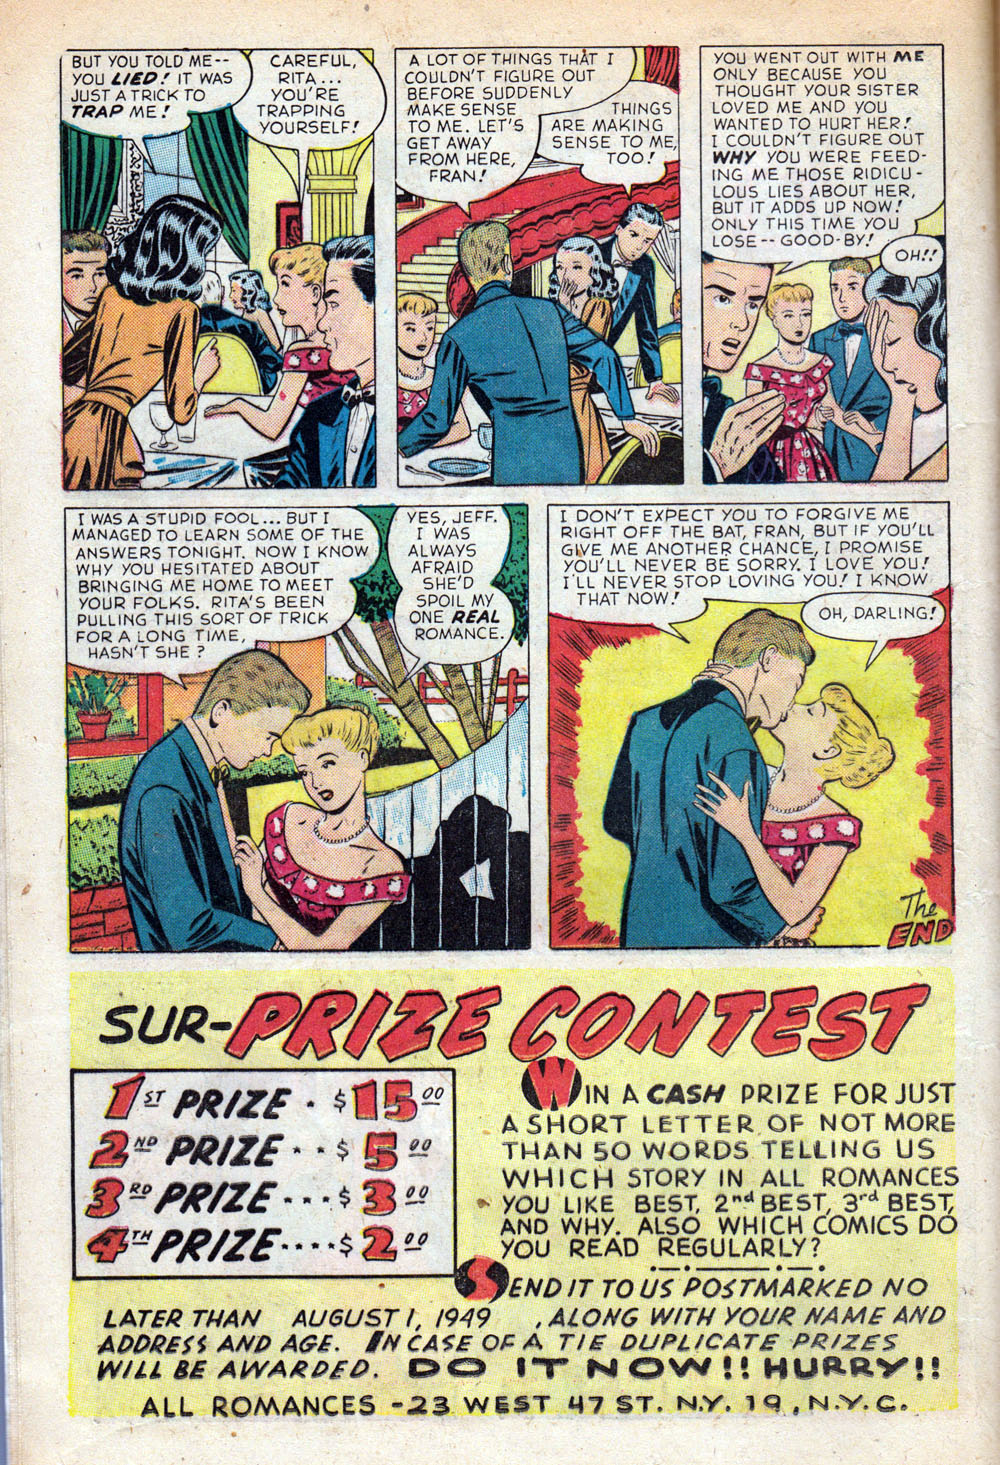 BUT YOU TOLD ME--
YOU LIED! IT WAS
JUST A TRICK TO
TRAP ME!
CAREFUL,
RITA...
YOU'RE
TRAPPING
YOURSELF!
A LOT OF THINGS THAT I
COULDN'T FIGURE OUT
BEFORE SUDDENLY
MAKE SENSE
TO ME. LET'S
GET AWAY
FROM HERE,
FRAN!
THINGS
ARE MAKING
SENSE TO ME,
TOO!
YOU WENT OUT WITH ME
ONLY BECAUSE YOU
THOUGHT YOUR SISTER
LOVED ME AND YOU
WANTED TO HURT HER!
I COULDN'T FIGURE OUT
WHY YOU WERE FEED-
ING ME THOSE RIDICU-
LOUS LIES ABOUT HER,
BUT IT ADDS UP NOW!
ONLY THIS TIME YOU
LOSE-- GOOD-BY!
OH!!
I WAS A STUPID FOOL... BUT I
MANAGED TO LEARN SOME OF THE
ANSWERS TONIGHT. NOW I KNOW
WHY YOU HESITATED ABOUT
BRINGING ME HOME TO MEET
YOUR FOLKS. RITA'S BEEN
PULLING THIS SORT OF TRICK
FOR A LONG TIME,
HASN'T SHE?
YES, JEFF.
I WAS
ALWAYS
AFRAID
SHE'D
SPOIL MY
ONE REAL
ROMANCE.
I DON'T EXPECT YOU TO FORGIVE ME
RIGHT OFF THE BAT, FRAN, BUT IF YOU'LL
GIVE ME ANOTHER CHANCE, I PROMISE
YOU'LL NEVER BE SORRY. I LOVE YOU!
I'LL NEVER STOP LOVING YOU! I KNOW
THAT NOW!
OH, DARLING!
The
END
SUR-PRIZE CONTEST
1ST PRIZE . $15.00
2ND PRIZE . . $5.00
3RD PRIZE ... $3.00
4TH PRIZE .... $2.00
WIN A CASH PRIZE FOR JUST
A SHORT LETTER OF NOT MORE
THAN 50 WORDS TELLING US
WHICH STORY IN ALL ROMANCES
YOU LIKE BEST, 2nd BEST, 3rd BEST,
AND WHY. ALSO WHICH COMICS DO
YOU READ REGULARLY?
SEND IT TO US POSTMARKED NO
LATER THAN AUGUST 1, 1949 , ALONG WITH YOUR NAME AND
ADDRESS AND AGE. IN CASE OF A TIE DUPLICATE PRIZES
WILL BE AWARDED. DO IT NOW!! HURRY!!
ALL ROMANCES -23 WEST 47 ST. N.Y. 19, N.Y.C.